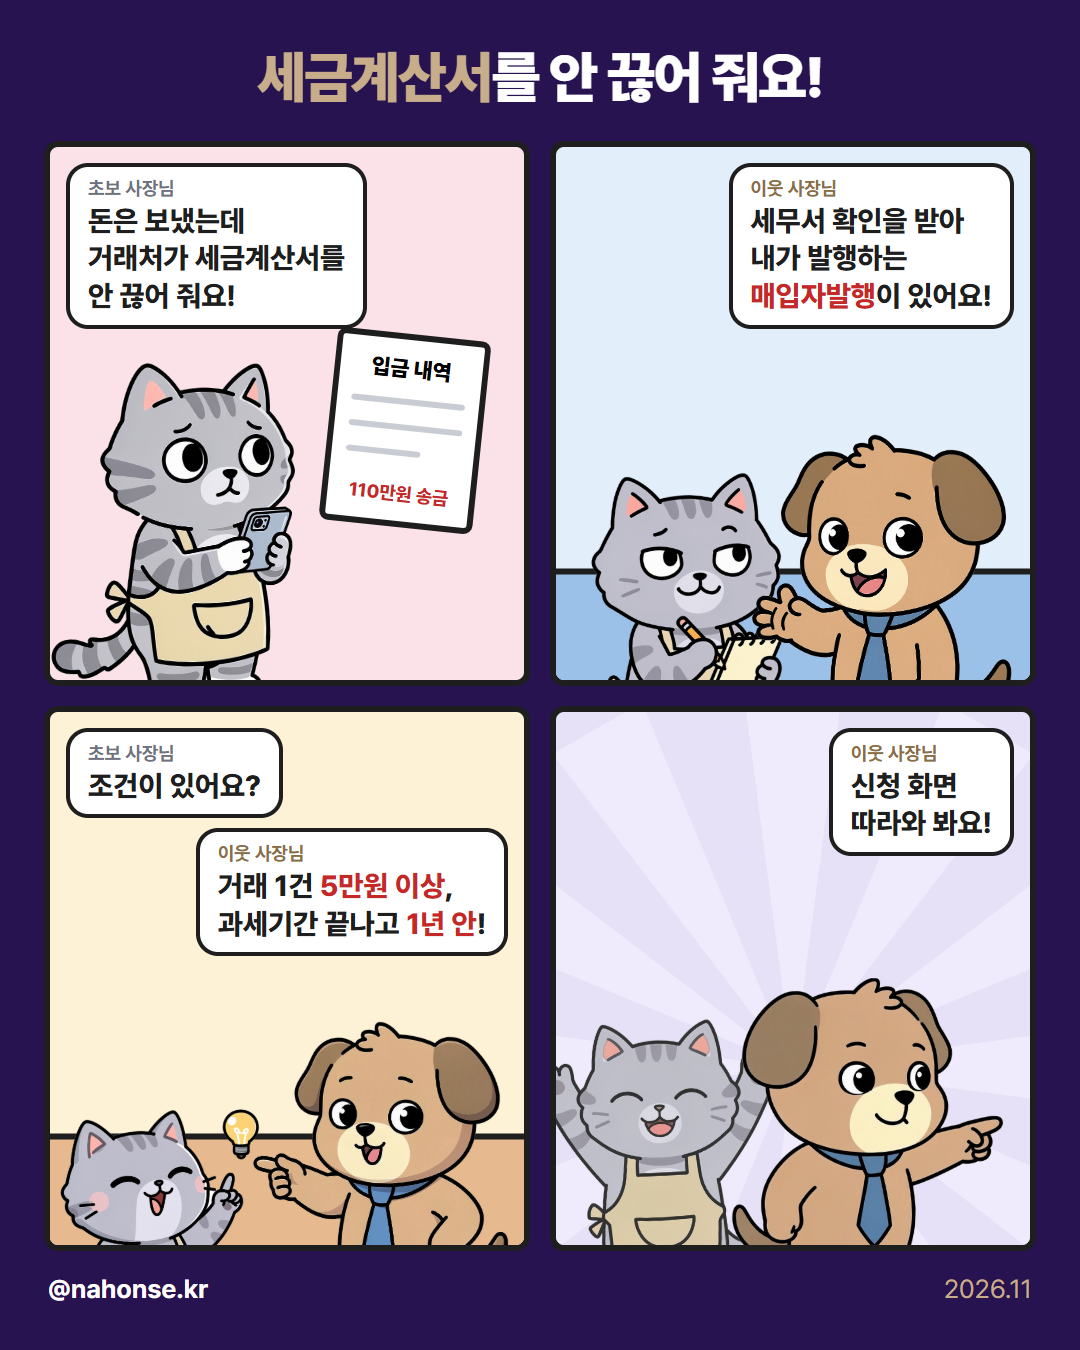 세금계산서를 안 끊어 줘요!
초보 사장님
돈은 보냈는데
거래처가 세금계산서를
안 끊어 줘요!
입금 내역
110만원 송금
이웃 사장님
세무서 확인을 받아
내가 발행하는
매입자발행이 있어요!
초보 사장님
조건이 있어요?
이웃 사장님
거래 1건 5만원 이상,
과세기간 끝나고 1년 안!
이웃 사장님
신청 화면
따라와 봐요!
@nahonse.kr
2026.11